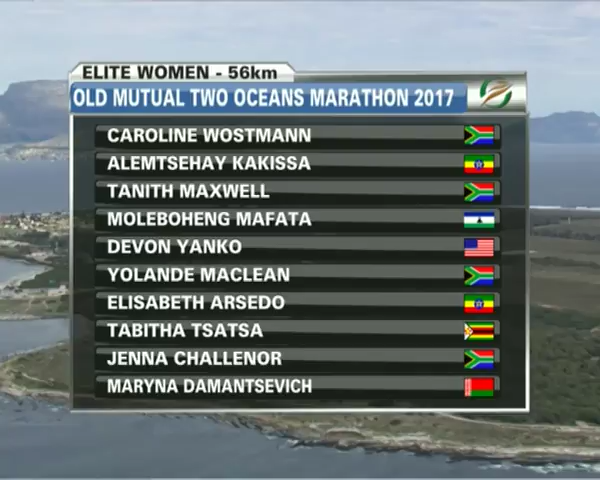 ELITE WOMEN - 56km
OLD MUTUAL TWO OCEANS MARATHON 2017
CAROLINE WOSTMANN
ALEMTSEHAY KAKISSA
TANITH MAXWELL
MOLEBOHENG MAFATA
DEVON YANKO
YOLANDE MACLEAN
ELISABETH ARSEDO
TABITHA TSATSA
JENNA CHALLENOR
MARYNA DAMANTSEVICH